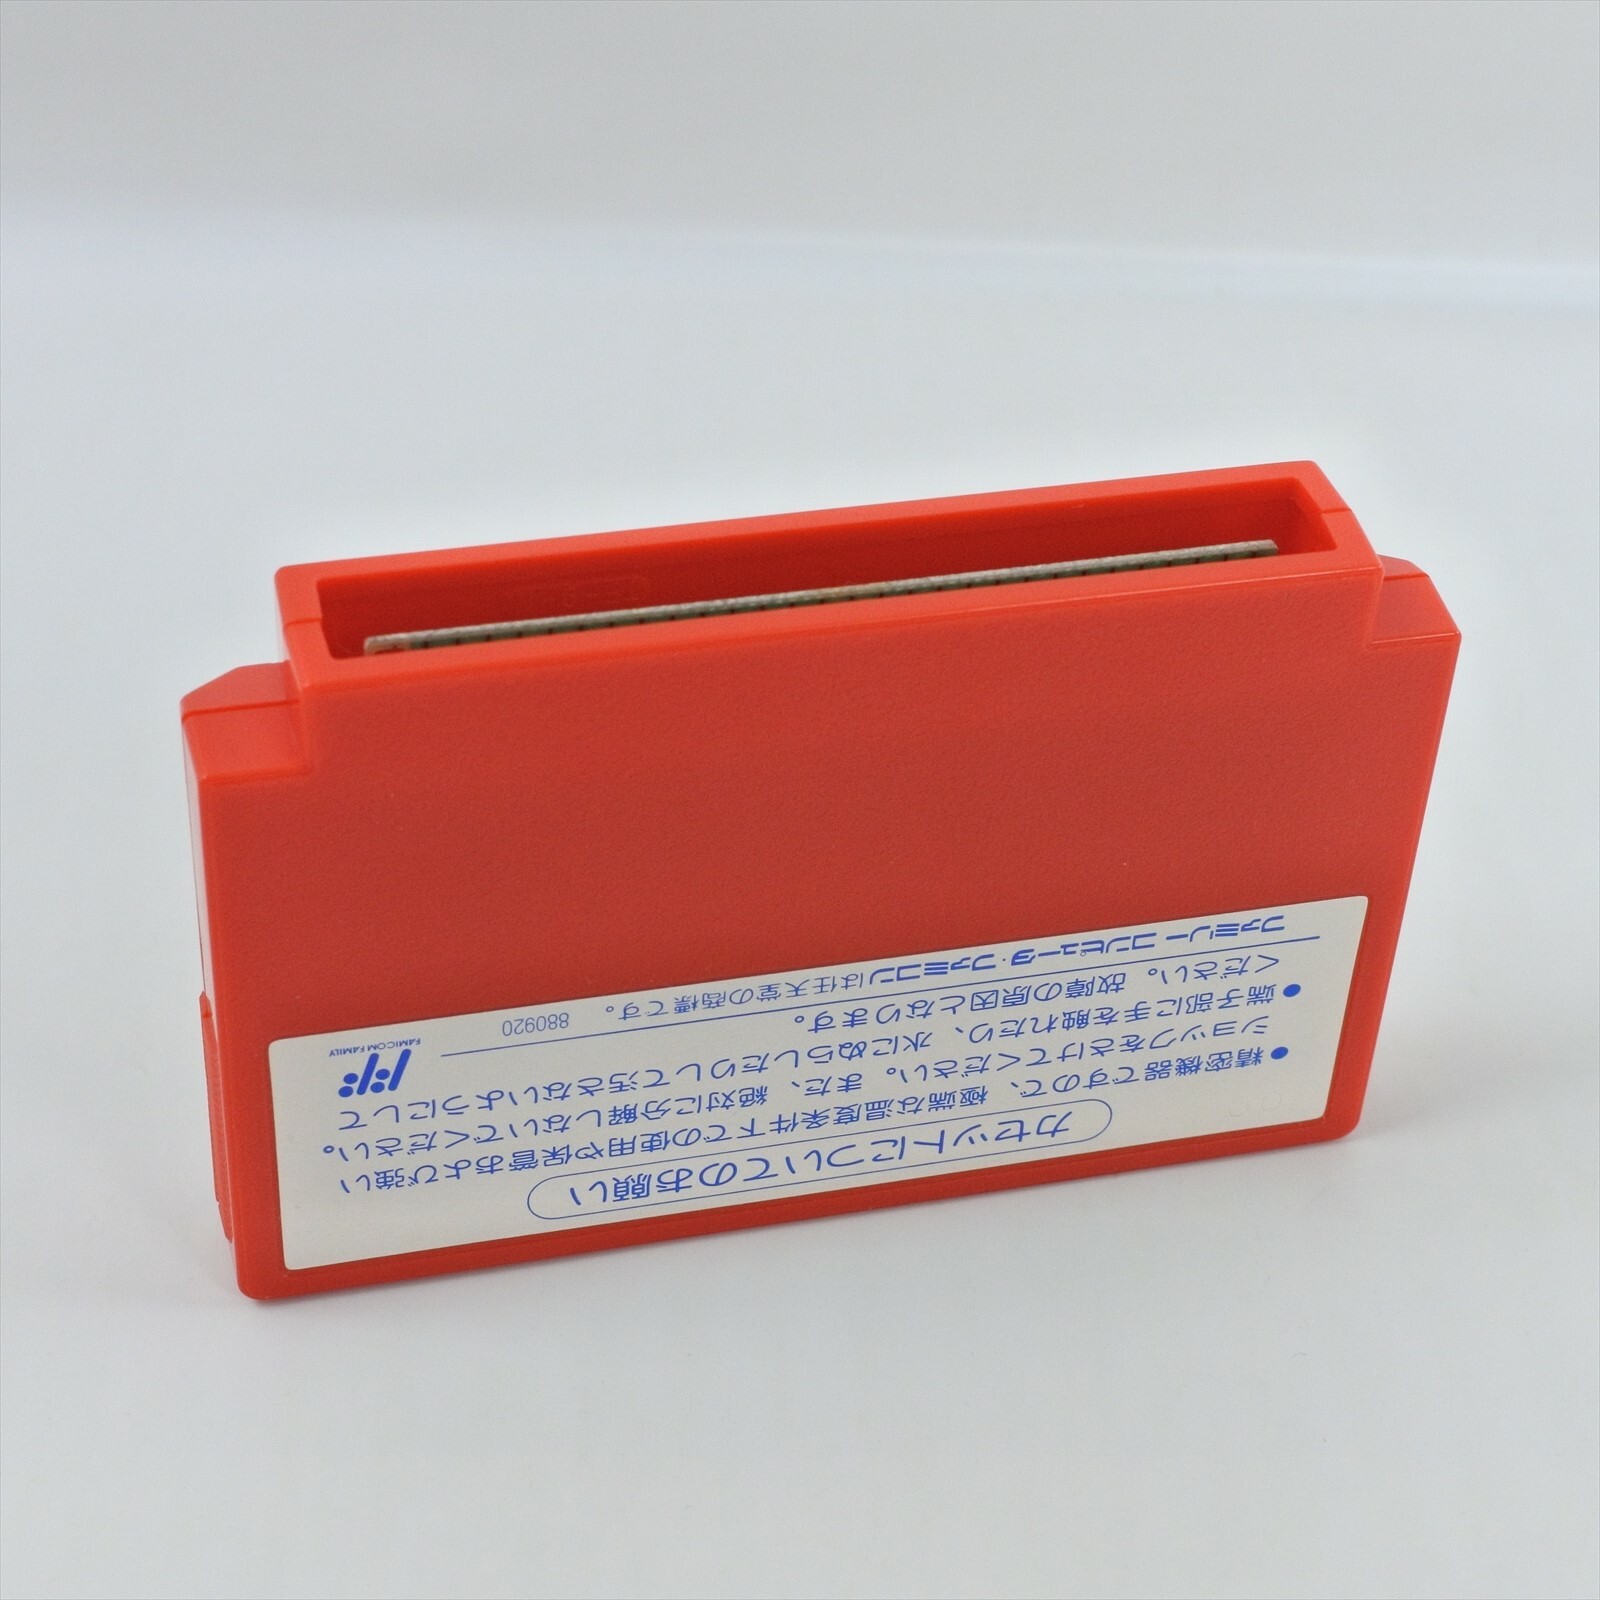 カセットについてのお願い
●精密機器ですので、極端な温度条件下での使用や保管および強い
ショックをさけてください。また、絶対に分解しないでください。
●端子部に手を触れたり、水にぬらしたりして汚さないようにして
ください。故障の原因となります。
ファミリーコンピュータ・ファミコンは任天堂の商標です。 880920
FAMICOM FAMILY